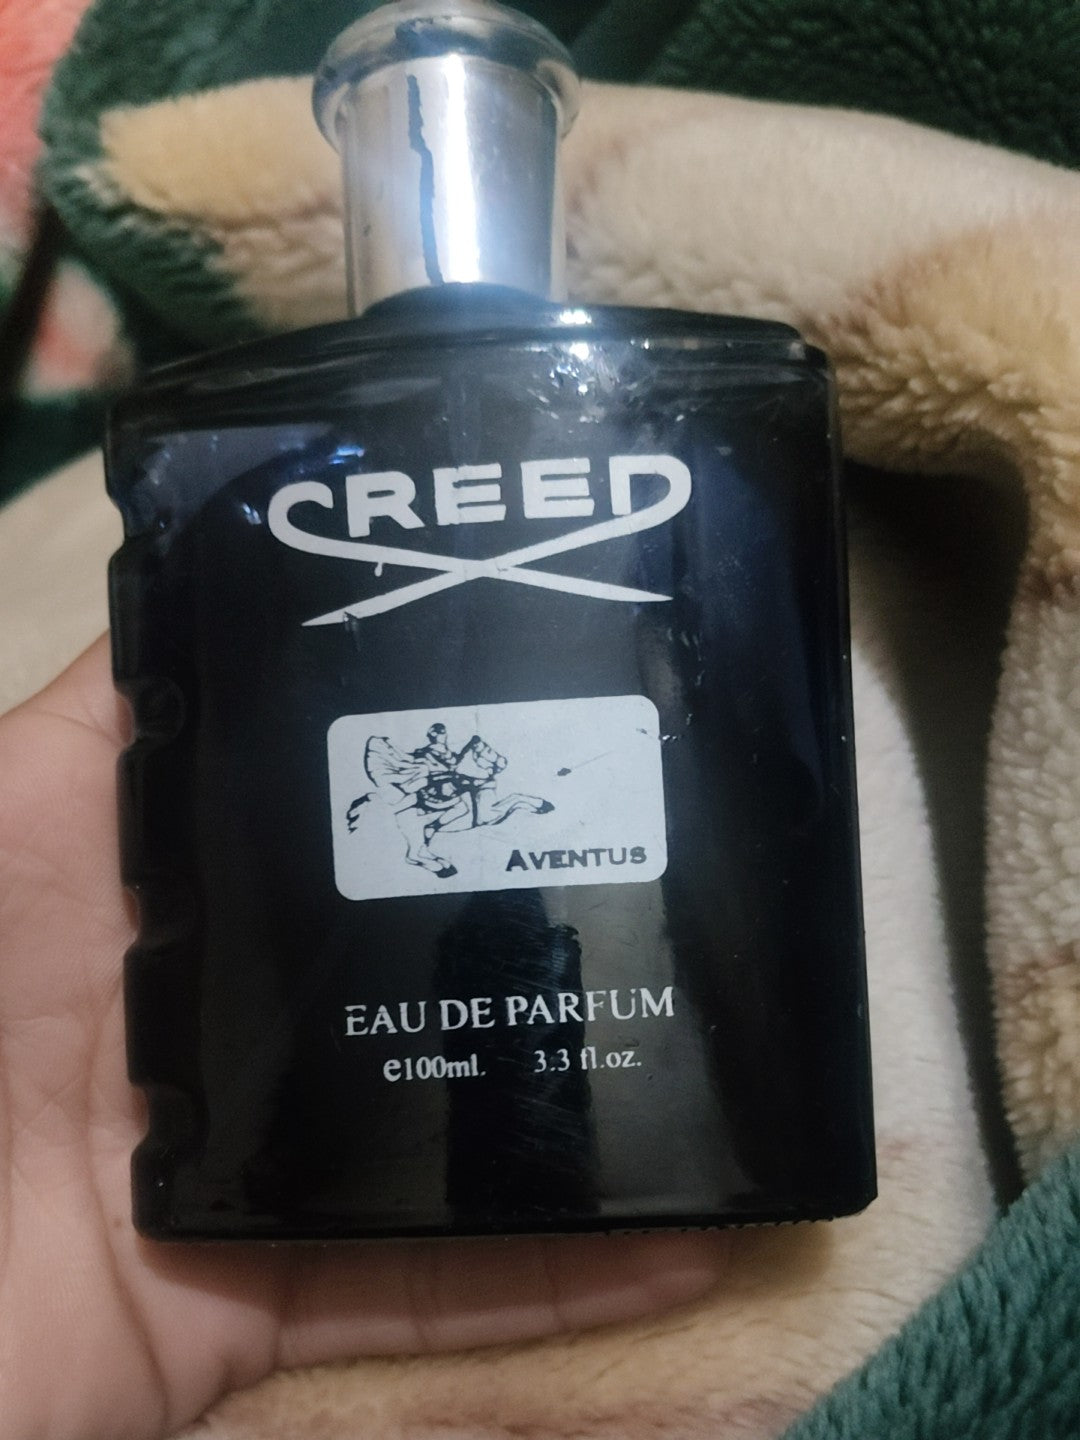 CREED
AVENTUS
EAU DE PARFUM
e100ml. 3.3 fl.oz.